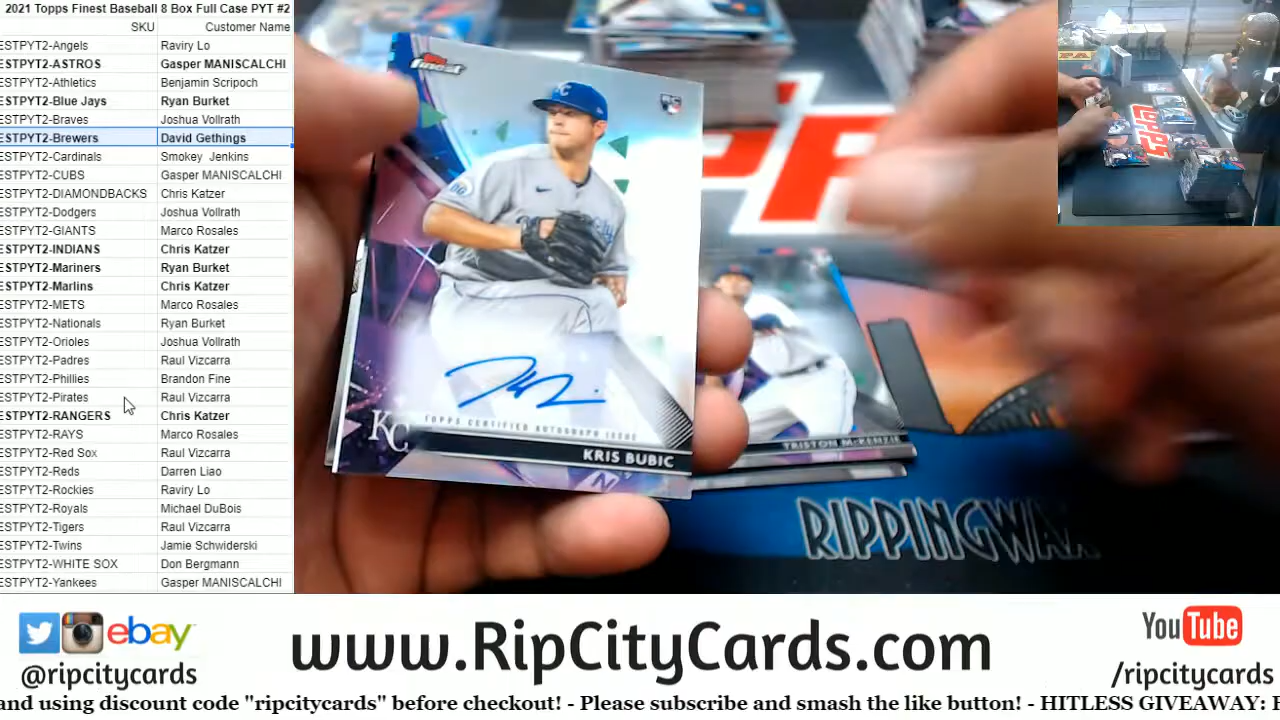 2021 Topps Finest Baseball 8 Box Full Case PYT #2
SKU Customer Name
ESTPYT2-Angels Raviry Lo
ESTPYT2-ASTROS Gasper MANISCALCHI
ESTPYT2-Athletics Benjamin Scripoch
ESTPYT2-Blue Jays Ryan Burket
ESTPYT2-Braves Joshua Vollrath
ESTPYT2-Brewers David Gethings
ESTPYT2-Cardinals Smokey Jenkins
ESTPYT2-CUBS Gasper MANISCALCHI
ESTPYT2-DIAMONDBACKS Chris Katzer
ESTPYT2-Dodgers Joshua Vollrath
ESTPYT2-GIANTS Marco Rosales
ESTPYT2-INDIANS Chris Katzer
ESTPYT2-Mariners Ryan Burket
ESTPYT2-Marlins Chris Katzer
ESTPYT2-METS Marco Rosales
ESTPYT2-Nationals Ryan Burket
ESTPYT2-Orioles Joshua Vollrath
ESTPYT2-Padres Raul Vizcarra
ESTPYT2-Phillies Brandon Fine
ESTPYT2-Pirates Raul Vizcarra
ESTPYT2-RANGERS Chris Katzer
ESTPYT2-RAYS Marco Rosales
ESTPYT2-Red Sox Raul Vizcarra
ESTPYT2-Reds Darren Liao
ESTPYT2-Rockies Raviry Lo
ESTPYT2-Royals Michael DuBois
ESTPYT2-Tigers Raul Vizcarra
ESTPYT2-Twins Jamie Schwiderski
ESTPYT2-WHITE SOX Don Bergmann
ESTPYT2-Yankees Gasper MANISCALCHI
Finest
KC
TOPPS CERTIFIED AUTOGRAPH ISSUE
KC
KRIS BUBIC
TRISTON McKENZIE
RIPPINGWAX
TOPPS
ebay
@ripcitycards
www.RipCityCards.com
YouTube
/ripcitycards
and using discount code "ripcitycards" before checkout! - Please subscribe and smash the like button! - HITLESS GIVEAWAY: